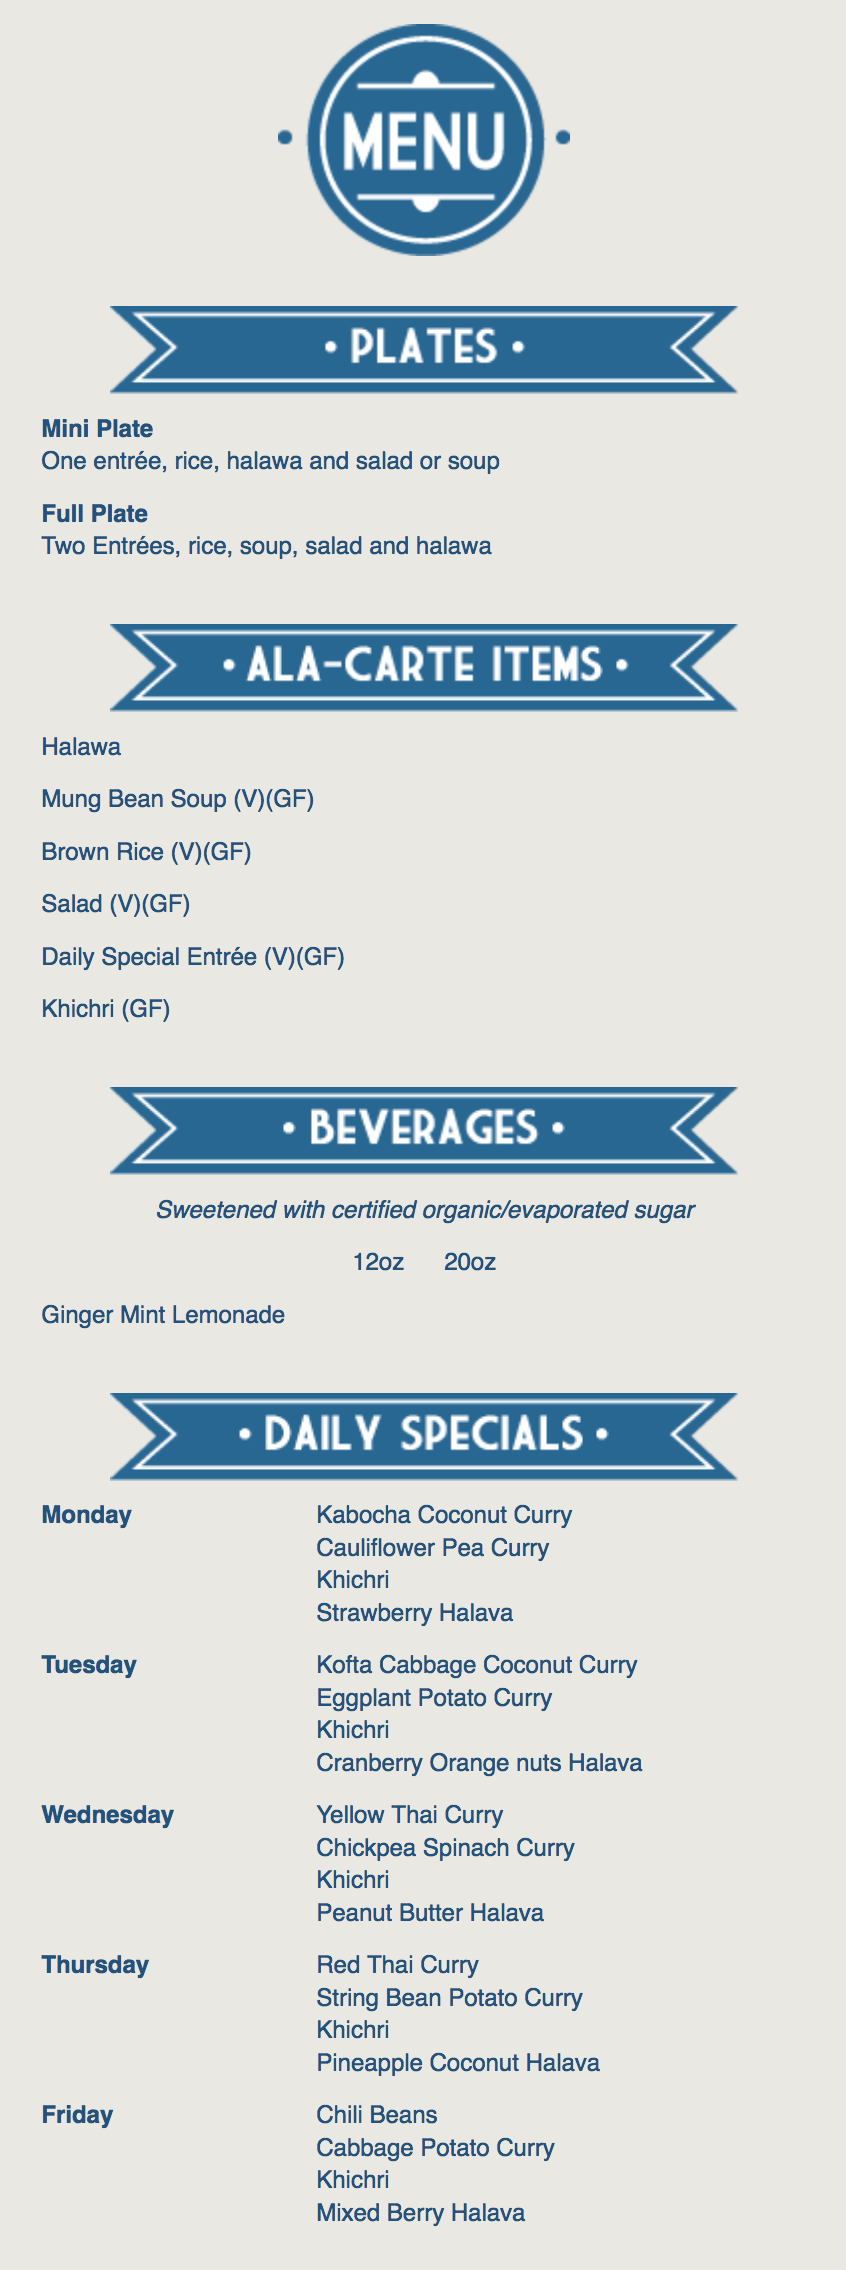 MENU
• PLATES •
Mini Plate
One entrée, rice, halawa and salad or soup
Full Plate
Two Entrées, rice, soup, salad and halawa
• ALA-CARTE ITEMS •
Halawa
Mung Bean Soup (V)(GF)
Brown Rice (V)(GF)
Salad (V)(GF)
Daily Special Entrée (V)(GF)
Khichri (GF)
• BEVERAGES •
Sweetened with certified organic/evaporated sugar
12oz 20oz
Ginger Mint Lemonade
• DAILY SPECIALS •
Monday Kabocha Coconut Curry
Cauliflower Pea Curry
Khichri
Strawberry Halava
Tuesday Kofta Cabbage Coconut Curry
Eggplant Potato Curry
Khichri
Cranberry Orange nuts Halava
Wednesday Yellow Thai Curry
Chickpea Spinach Curry
Khichri
Peanut Butter Halava
Thursday Red Thai Curry
String Bean Potato Curry
Khichri
Pineapple Coconut Halava
Friday Chili Beans
Cabbage Potato Curry
Khichri
Mixed Berry Halava